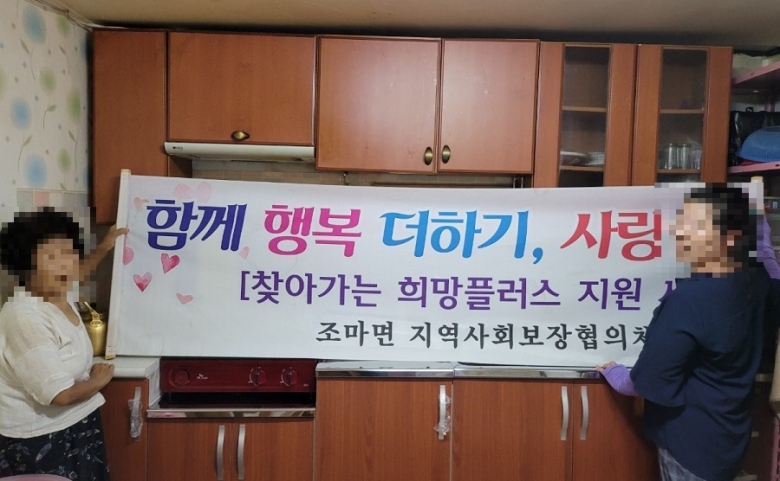 함께 행복 더하기, 사랑
[찾아가는 희망플러스 지원
조마면 지역사회보장협의체